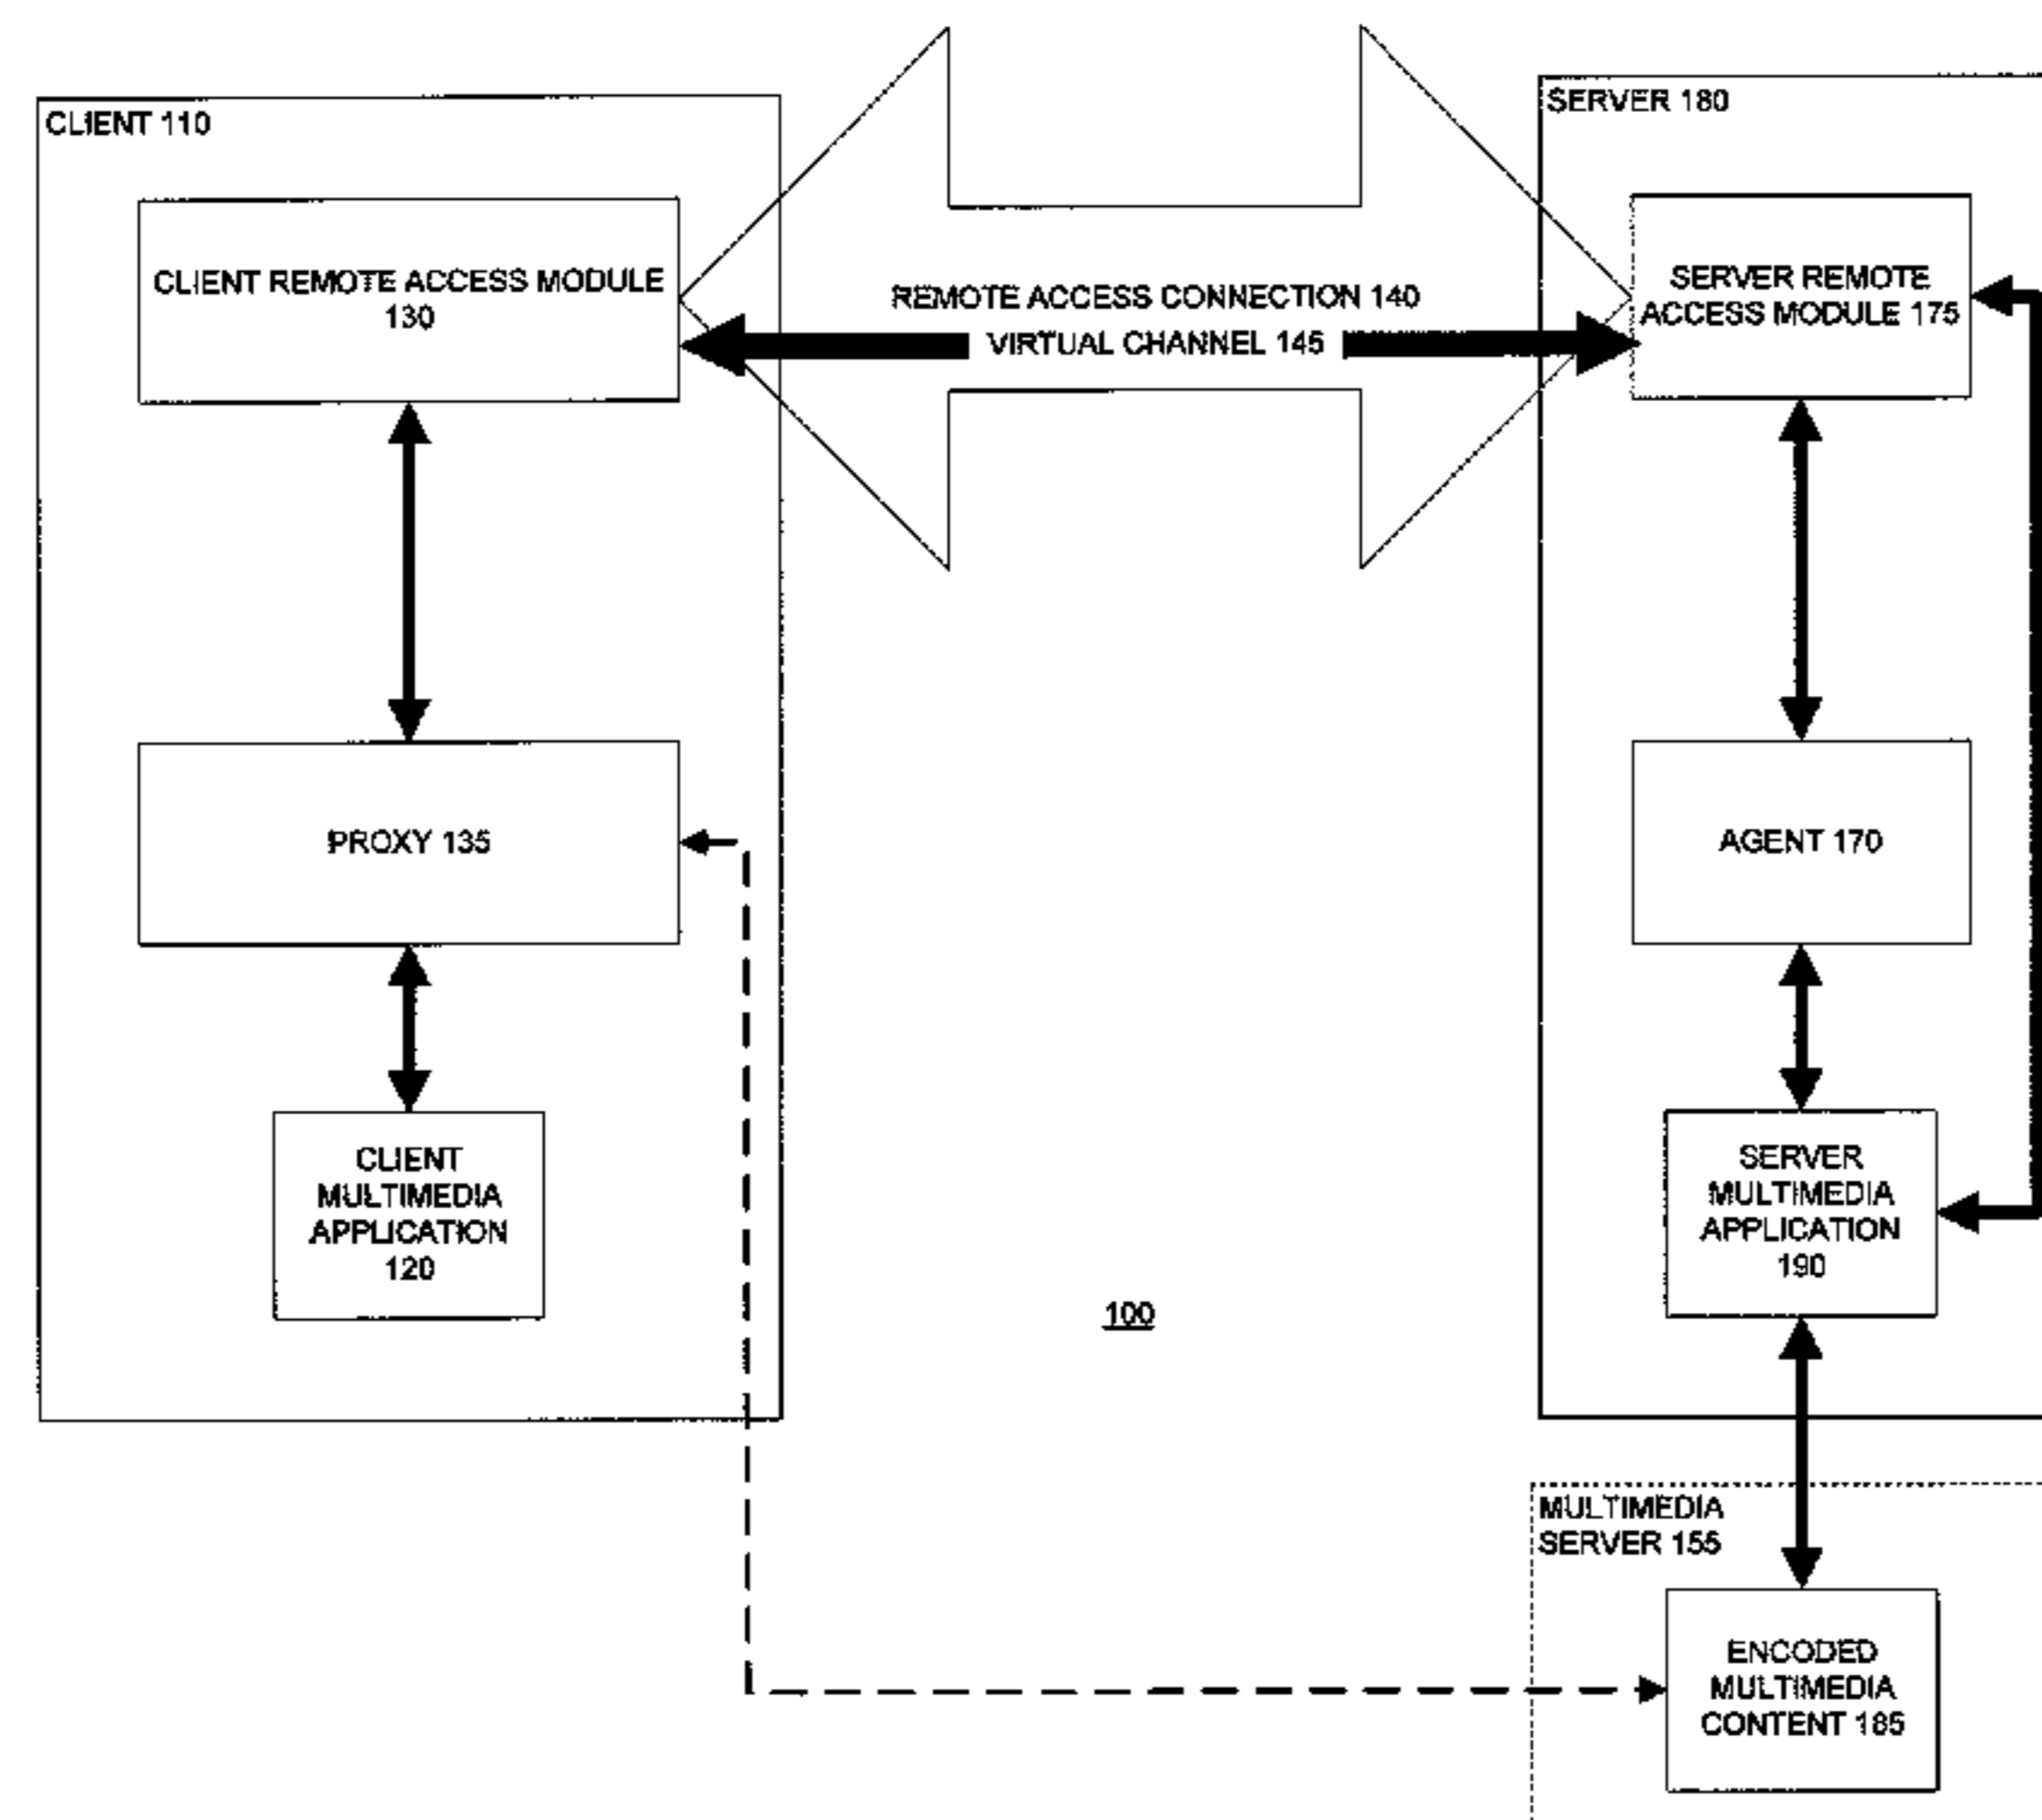 CLIENT 110
SERVER 180
CLIENT REMOTE ACCESS MODULE
130
REMOTE ACCESS CONNECTION 140
VIRTUAL CHANNEL 145
SERVER REMOTE
ACCESS MODULE 175
PROXY 135
AGENT 170
CLIENT
MULTIMEDIA
APPLICATION
120
SERVER
MULTIMEDIA
APPLICATION
190
100
MULTIMEDIA
SERVER 155
ENCODED
MULTIMEDIA
CONTENT 185